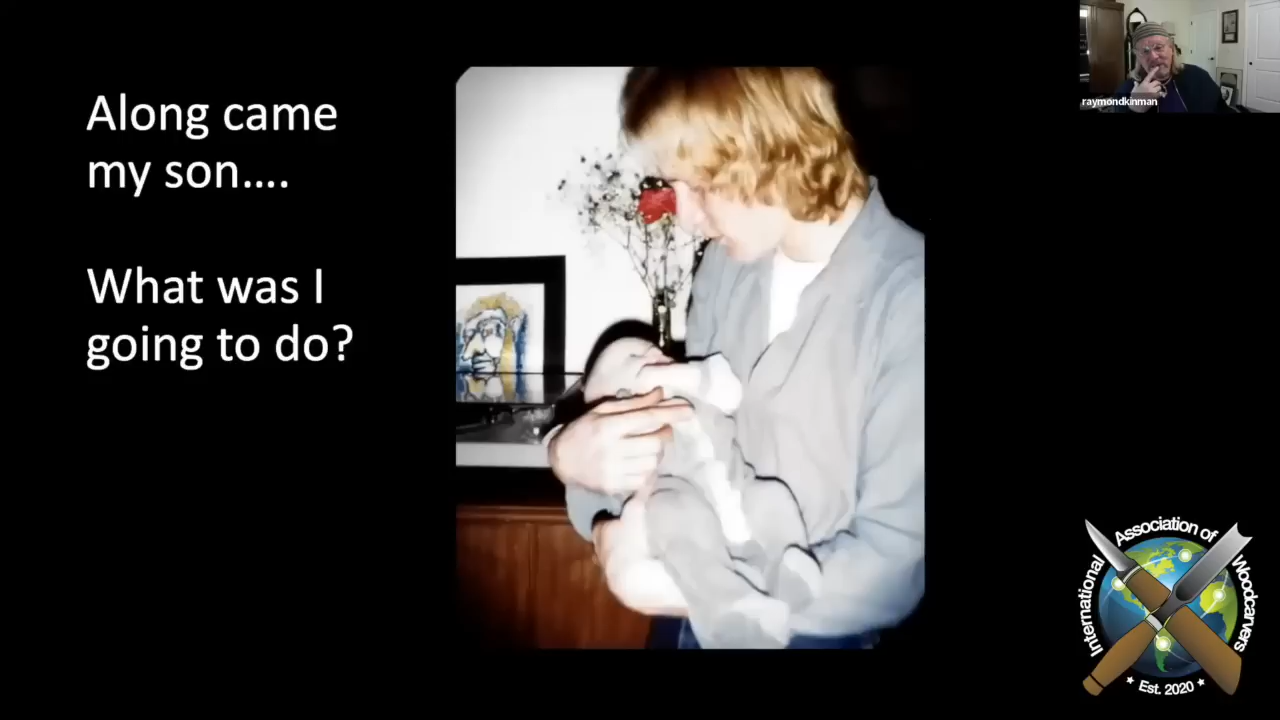 Along came
my son....
What was I
going to do?
raymondkinman
International Association of Woodcarvers
Est. 2020